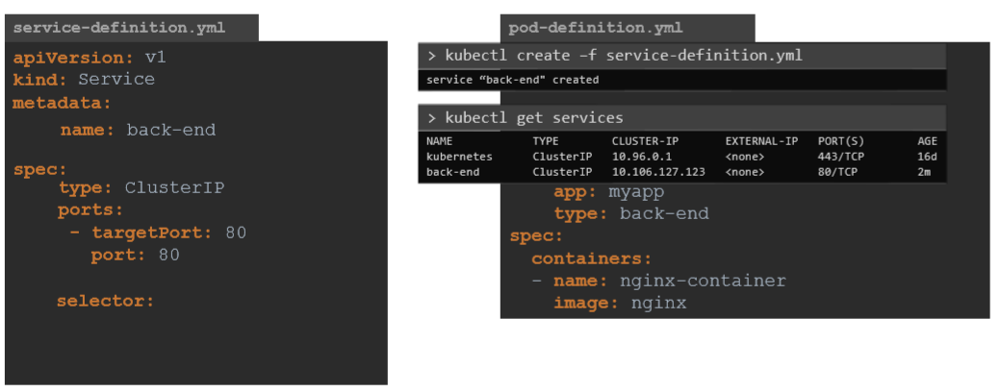 service-definition.yml
apiVersion: v1
kind: Service
metadata:
name: back-end
spec:
type: ClusterIP
ports:
- targetPort: 80
port: 80
selector:
pod-definition.yml
> kubectl create –f service-definition.yml
service “back-end" created
> kubectl get services
NAME TYPE CLUSTER-IP EXTERNAL-IP PORT(S) AGE
kubernetes ClusterIP 10.96.0.1 <none> 443/TCP 16d
back-end ClusterIP 10.106.127.123 <none> 80/TCP 2m
app: myapp
type: back-end
spec:
containers:
- name: nginx-container
image: nginx